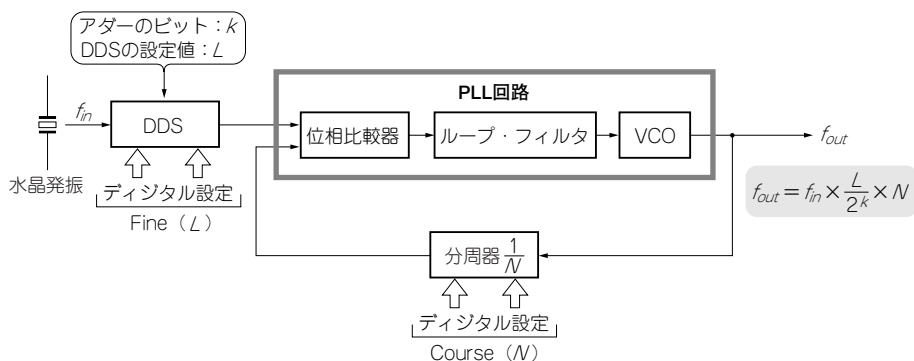 アダーのビット：k
DDSの設定値：L
PLL回路
f_in
DDS
位相比較器
ループ・フィルタ
VCO
f_out
水晶発振
ディジタル設定
Fine（L）
f_out = f_in × L/2^k × N
分周器 1/N
ディジタル設定
Course（N）